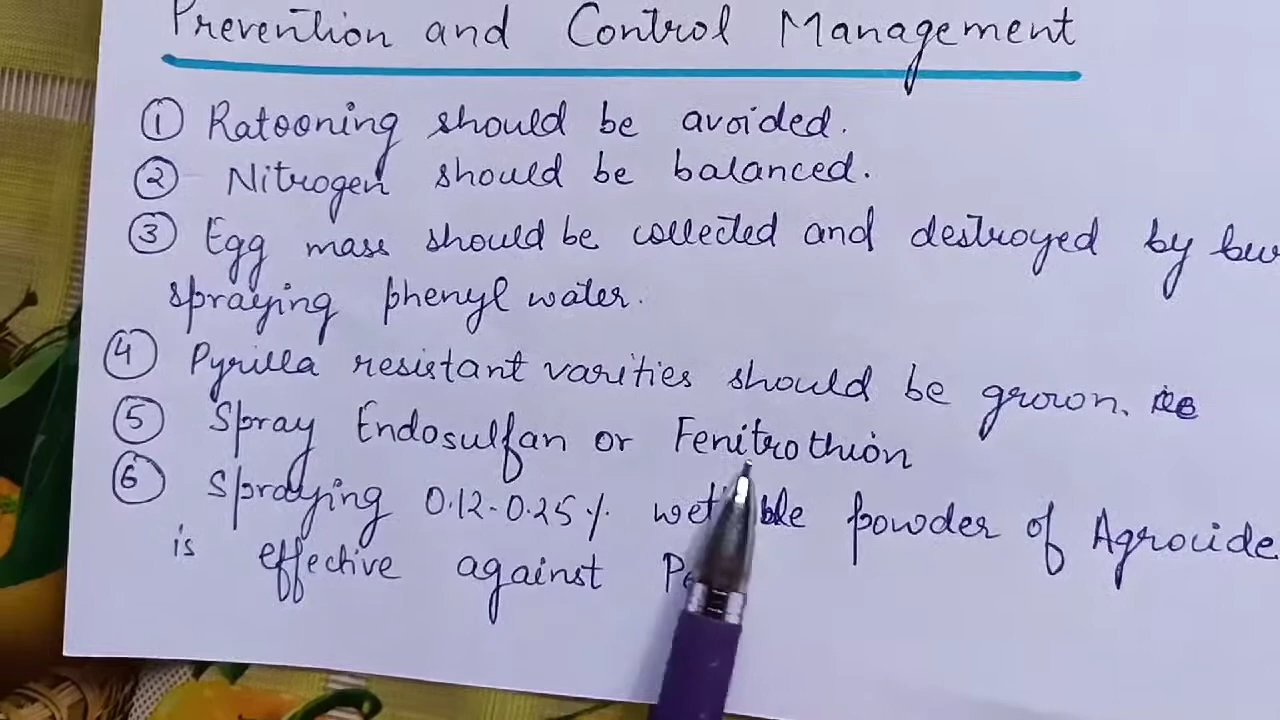 Prevention and Control Management
① Ratooning should be avoided.
② Nitrogen should be balanced.
③ Egg mass should be collected and destroyed by
spraying phenyl water.
④ Pyrilla resistant varities should be grown.
⑤ Spray Endosulfan or Fenitrothion
⑥ Spraying 0.12-0.25% powder of Agrocide
is effective against